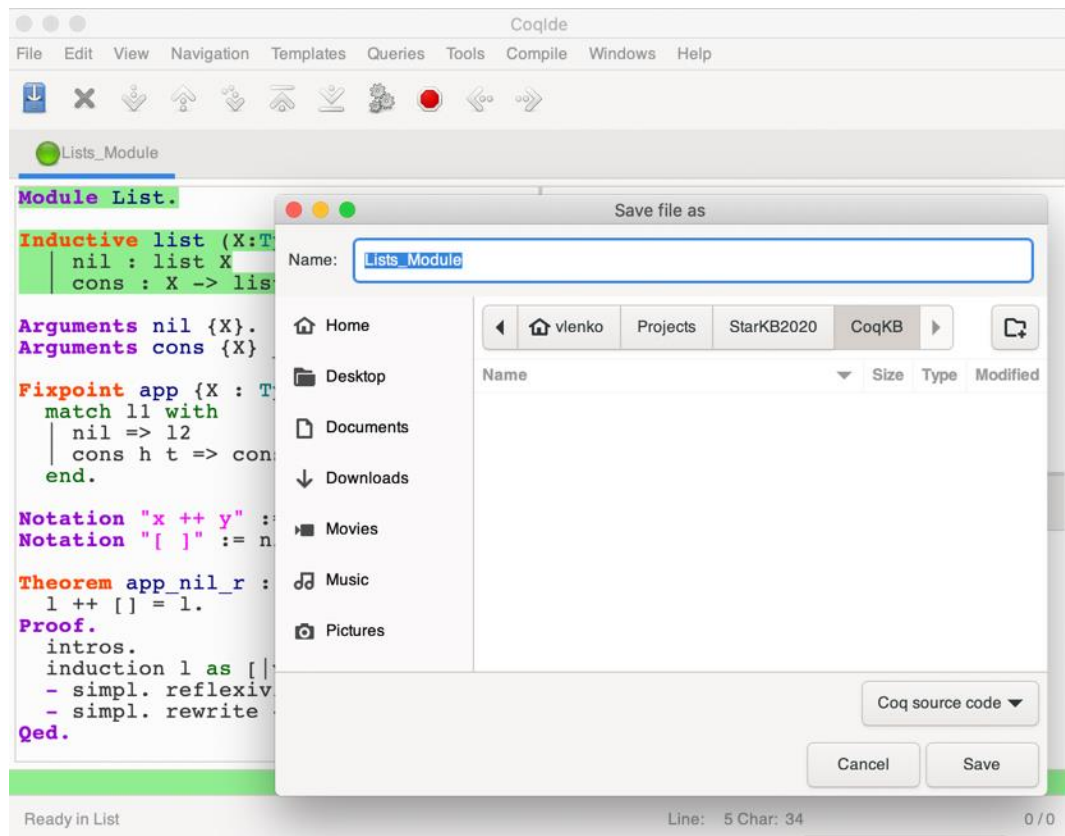 CoqIde
File Edit View Navigation Templates Queries Tools Compile Windows Help
Lists_Module
Module List.
Inductive list (X:T
| nil : list X
| cons : X -> lis
Arguments nil {X}.
Arguments cons {X} _
Fixpoint app {X : T
match l1 with
| nil => l2
| cons h t => con
end.
Notation "x ++ y" :=
Notation "[ ]" := n
Theorem app_nil_r :
l ++ [] = l.
Proof.
intros.
induction l as [|
- simpl. reflexiv
- simpl. rewrite
Qed.
Save file as
Name: Lists_Module
Home
Desktop
Documents
Downloads
Movies
Music
Pictures
vlenko Projects StarKB2020 CoqKB
Name Size Type Modified
Coq source code
Cancel Save
Ready in List Line: 5 Char: 34 0 / 0